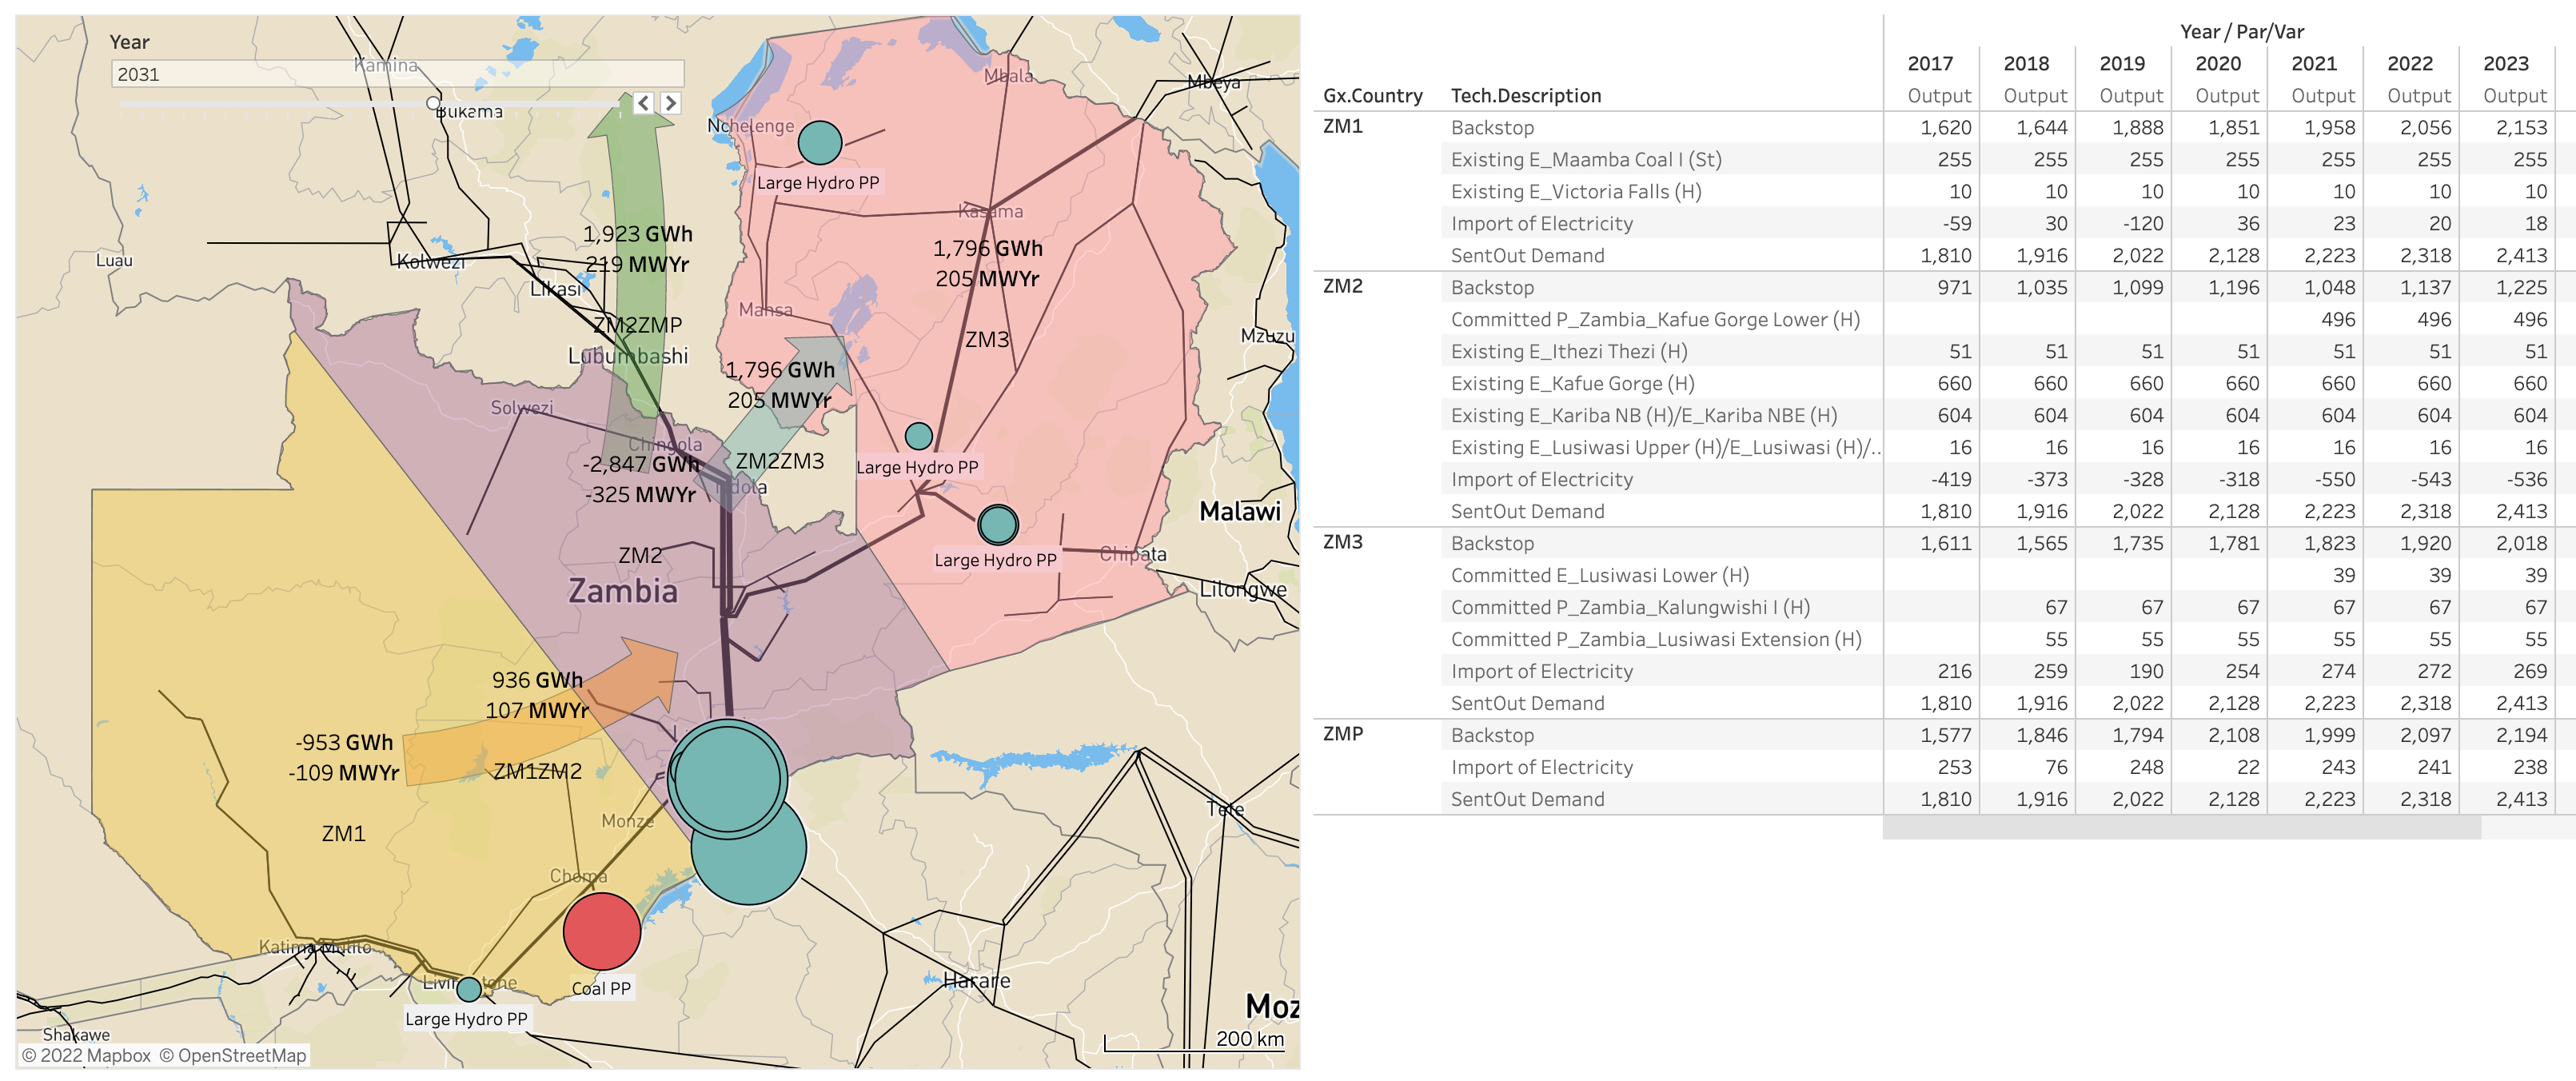 Year
2031
Kamina
Bukama
Mbala
Mbeya
Nchelenge
Large Hydro PP
Kasama
1,923 GWh
219 MWYr
1,796 GWh
205 MWYr
Luau
Kolwezi
Likasi
Mansa
ZM2ZMP
Lubumbashi
ZM3
Mzuzu
1,796 GWh
205 MWYr
Solwezi
Chingola
-2,847 GWh
-325 MWYr
ZM2ZM3
Large Hydro PP
Ndola
Malawi
ZM2
Large Hydro PP
Chipata
Zambia
Lilongwe
936 GWh
107 MWYr
-953 GWh
-109 MWYr
ZM1ZM2
ZM1
Monze
Tete
Choma
Katima Mulilo
Livingstone
Coal PP
Harare
Large Hydro PP
Moz
Shakawe
200 km
© 2022 Mapbox © OpenStreetMap
Year / Par/Var
2017 2018 2019 2020 2021 2022 2023
Gx.Country Tech.Description Output Output Output Output Output Output Output
ZM1 Backstop 1,620 1,644 1,888 1,851 1,958 2,056 2,153
Existing E_Maamba Coal I (St) 255 255 255 255 255 255 255
Existing E_Victoria Falls (H) 10 10 10 10 10 10 10
Import of Electricity -59 30 -120 36 23 20 18
SentOut Demand 1,810 1,916 2,022 2,128 2,223 2,318 2,413
ZM2 Backstop 971 1,035 1,099 1,196 1,048 1,137 1,225
Committed P_Zambia_Kafue Gorge Lower (H) 496 496 496
Existing E_Ithezi Thezi (H) 51 51 51 51 51 51 51
Existing E_Kafue Gorge (H) 660 660 660 660 660 660 660
Existing E_Kariba NB (H)/E_Kariba NBE (H) 604 604 604 604 604 604 604
Existing E_Lusiwasi Upper (H)/E_Lusiwasi (H)/.. 16 16 16 16 16 16 16
Import of Electricity -419 -373 -328 -318 -550 -543 -536
SentOut Demand 1,810 1,916 2,022 2,128 2,223 2,318 2,413
ZM3 Backstop 1,611 1,565 1,735 1,781 1,823 1,920 2,018
Committed E_Lusiwasi Lower (H) 39 39 39
Committed P_Zambia_Kalungwishi I (H) 67 67 67 67 67 67
Committed P_Zambia_Lusiwasi Extension (H) 55 55 55 55 55 55
Import of Electricity 216 259 190 254 274 272 269
SentOut Demand 1,810 1,916 2,022 2,128 2,223 2,318 2,413
ZMP Backstop 1,577 1,846 1,794 2,108 1,999 2,097 2,194
Import of Electricity 253 76 248 22 243 241 238
SentOut Demand 1,810 1,916 2,022 2,128 2,223 2,318 2,413